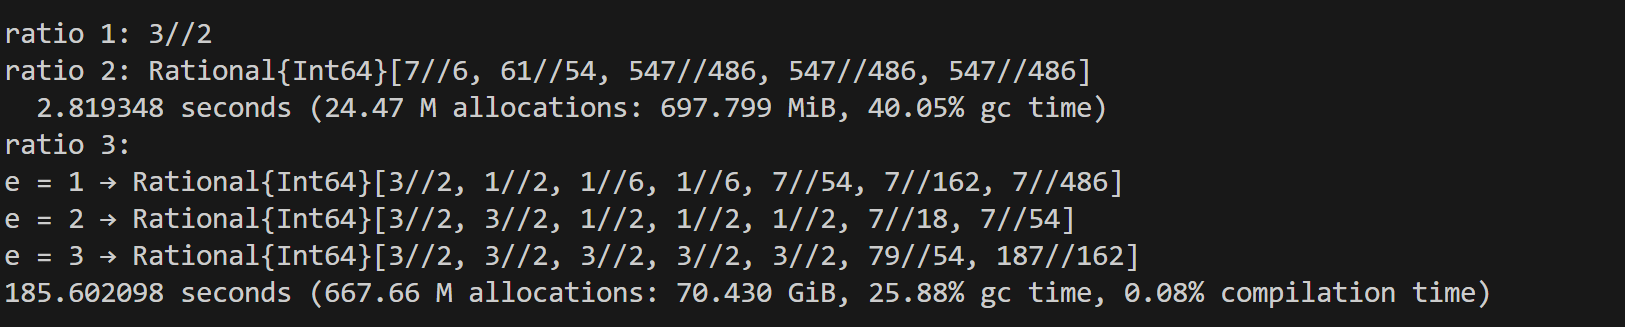 ratio 1: 3//2
ratio 2: Rational{Int64}[7//6, 61//54, 547//486, 547//486, 547//486]
  2.819348 seconds (24.47 M allocations: 697.799 MiB, 40.05% gc time)
ratio 3:
e = 1 → Rational{Int64}[3//2, 1//2, 1//6, 1//6, 7//54, 7//162, 7//486]
e = 2 → Rational{Int64}[3//2, 3//2, 1//2, 1//2, 1//2, 7//18, 7//54]
e = 3 → Rational{Int64}[3//2, 3//2, 3//2, 3//2, 3//2, 79//54, 187//162]
185.602098 seconds (667.66 M allocations: 70.430 GiB, 25.88% gc time, 0.08% compilation time)